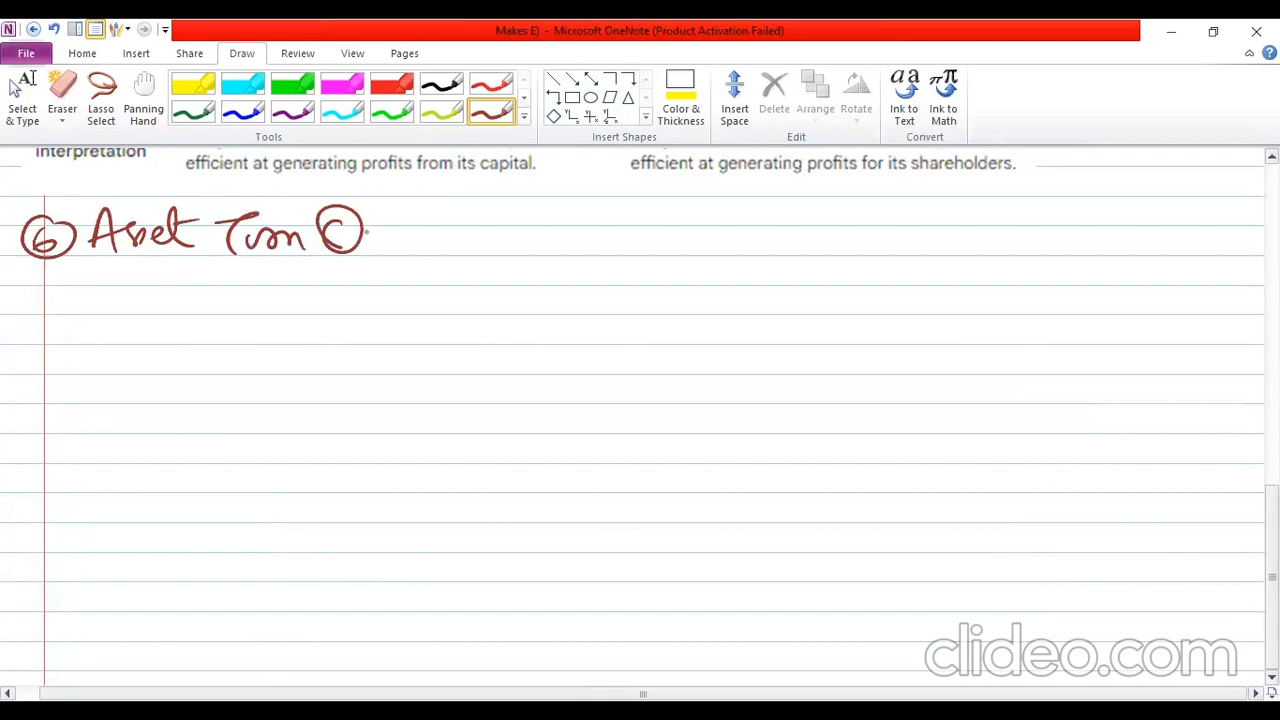 Makes E) - Microsoft OneNote (Product Activation Failed)
File Home Insert Share Draw Review View Pages
Select & Type
Eraser
Lasso Select
Panning Hand
Color & Thickness
Insert Space
Delete
Arrange
Rotate
Ink to Text
Ink to Math
Tools
Insert Shapes
Edit
Convert
interpretation
efficient at generating profits from its capital.
efficient at generating profits for its shareholders.
6 Asset Turn C
clideo.com